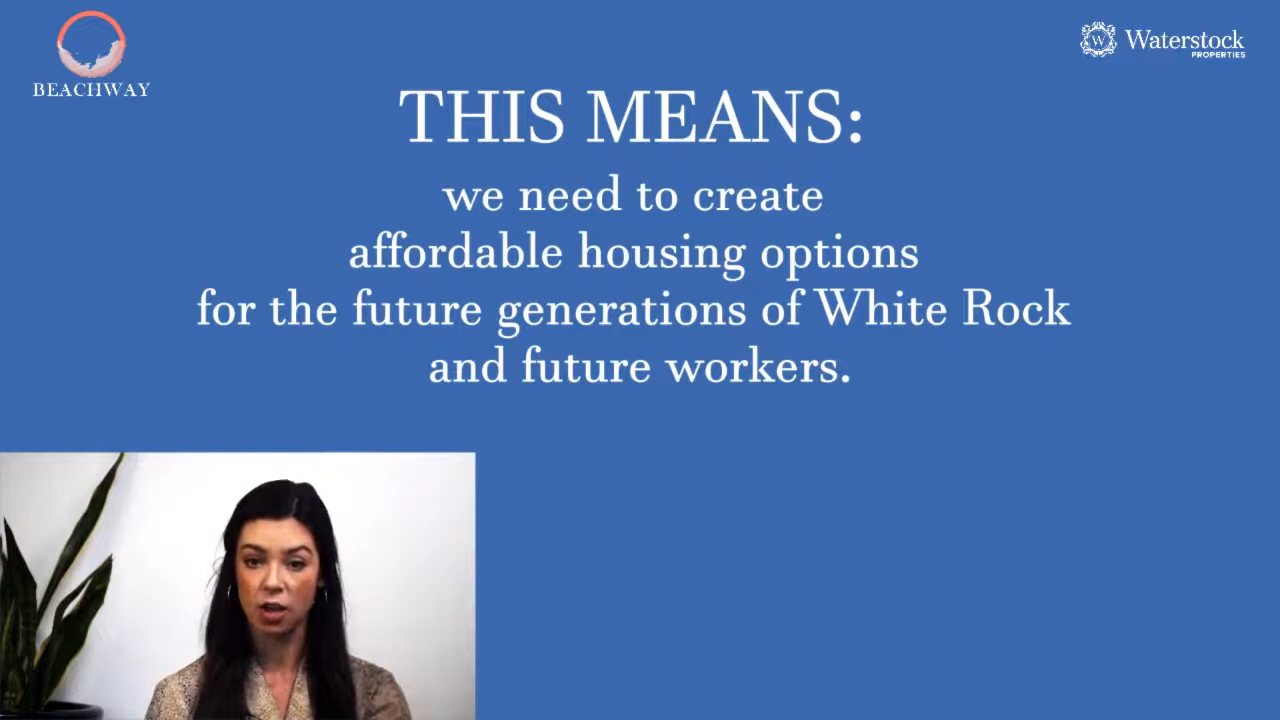 BEACHWAY
W
Waterstock
PROPERTIES
THIS MEANS:
we need to create
affordable housing options
for the future generations of White Rock
and future workers.